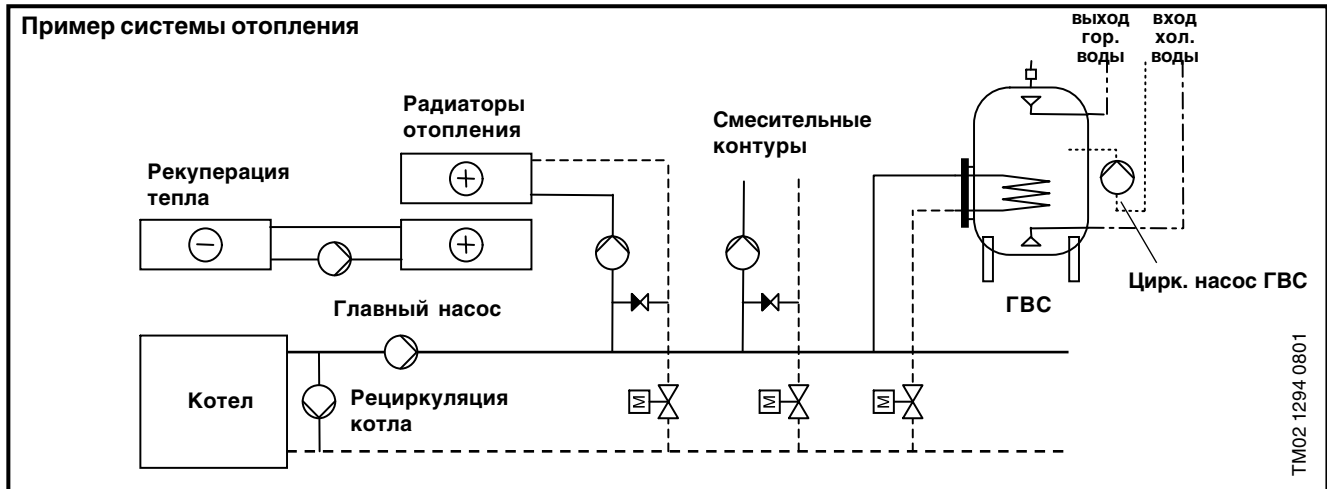 Пример системы отопления
выход
гор.
воды
вход
хол.
воды
Радиаторы
отопления
Смесительные
контуры
Рекуперация
тепла
Цирк. насос ГВС
ГВС
Главный насос
Котел
Рециркуляция
котла
M
M
M
TM02 1294 0801